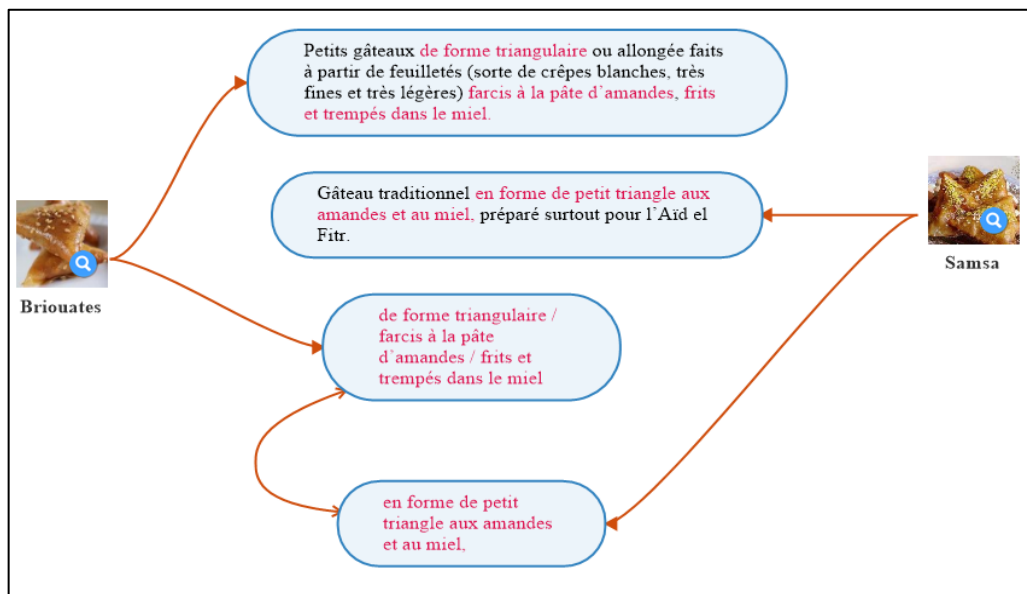 Petits gâteaux de forme triangulaire ou allongée faits
à partir de feuilletés (sorte de crêpes blanches, très
fines et très légères) farcis à la pâte d'amandes, frits
et trempés dans le miel.
Gâteau traditionnel en forme de petit triangle aux
amandes et au miel, préparé surtout pour l'Aïd el
Fitr.
Samsa
Briouates
de forme triangulaire /
farcis à la pâte
d'amandes / frits et
trempés dans le miel
en forme de petit
triangle aux amandes
et au miel,